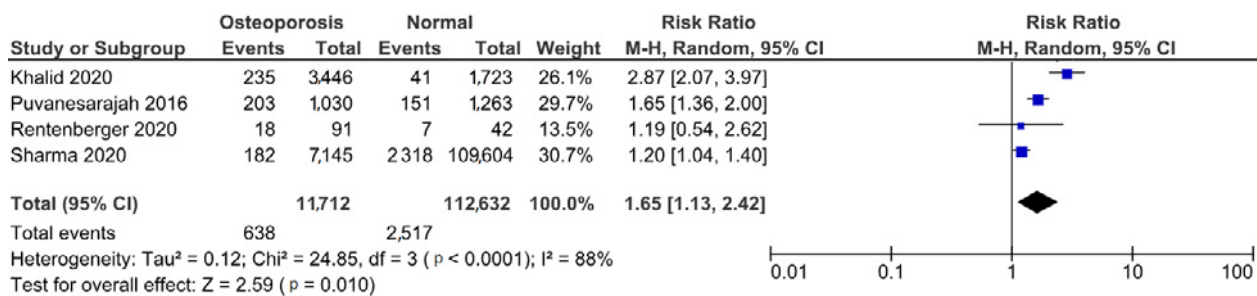 Osteoporosis Normal Risk Ratio Risk Ratio
Study or Subgroup Events Total Events Total Weight M-H, Random, 95% CI M-H, Random, 95% CI
Khalid 2020 235 3,446 41 1,723 26.1% 2.87 [2.07, 3.97]
Puvanesarajah 2016 203 1,030 151 1,263 29.7% 1.65 [1.36, 2.00]
Rentenberger 2020 18 91 7 42 13.5% 1.19 [0.54, 2.62]
Sharma 2020 182 7,145 2 318 109,604 30.7% 1.20 [1.04, 1.40]
Total (95% CI) 11,712 112,632 100.0% 1.65 [1.13, 2.42]
Total events 638 2,517
Heterogeneity: Tau² = 0.12; Chi² = 24.85, df = 3 ( p < 0.0001); I² = 88%
Test for overall effect: Z = 2.59 ( p = 0.010)
0.01 0.1 1 10 100